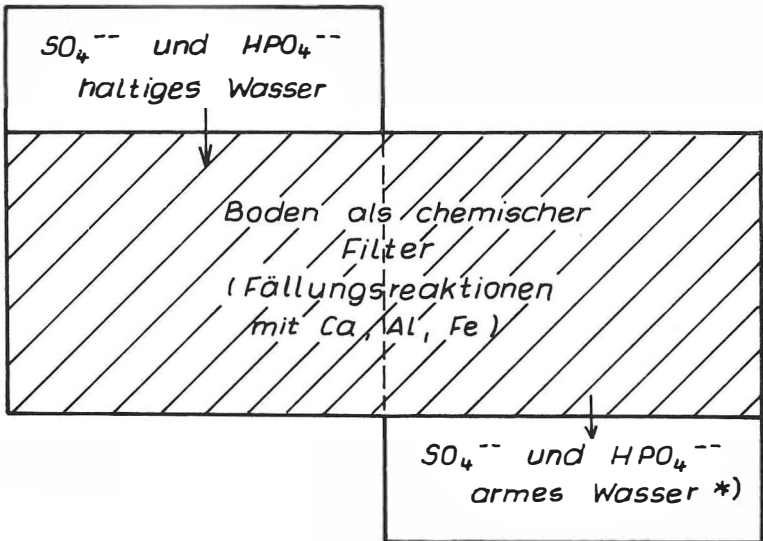 SO₄⁻⁻ und HPO₄⁻⁻
haltiges Wasser
Boden als chemischer
Filter
(Fällungsreaktionen
mit Ca, Al, Fe)
SO₄⁻⁻ und HPO₄⁻⁻
armes Wasser *)